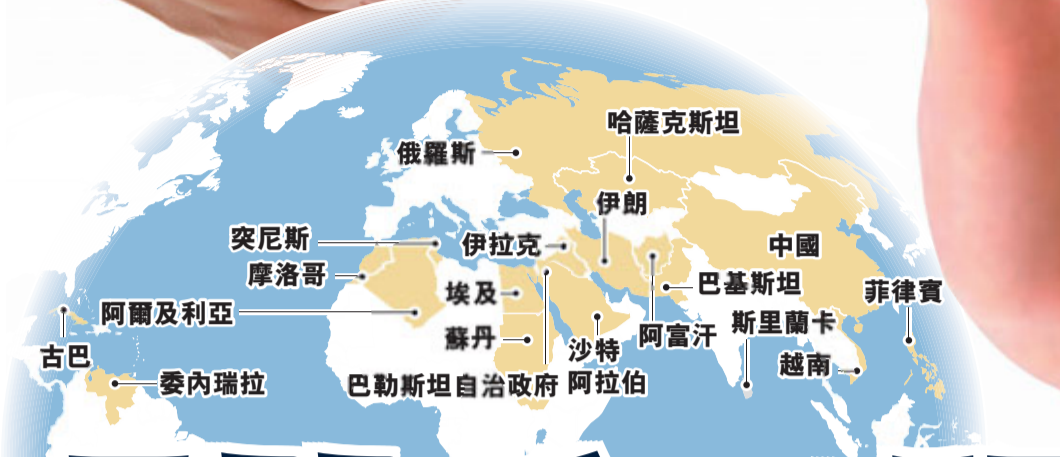 哈薩克斯坦
俄羅斯
伊朗
突尼斯
伊拉克
中國
摩洛哥
巴基斯坦
埃及
菲律賓
阿爾及利亞
斯里蘭卡
蘇丹
阿富汗
古巴
沙特
阿拉伯
越南
委內瑞拉
巴勒斯坦自治政府